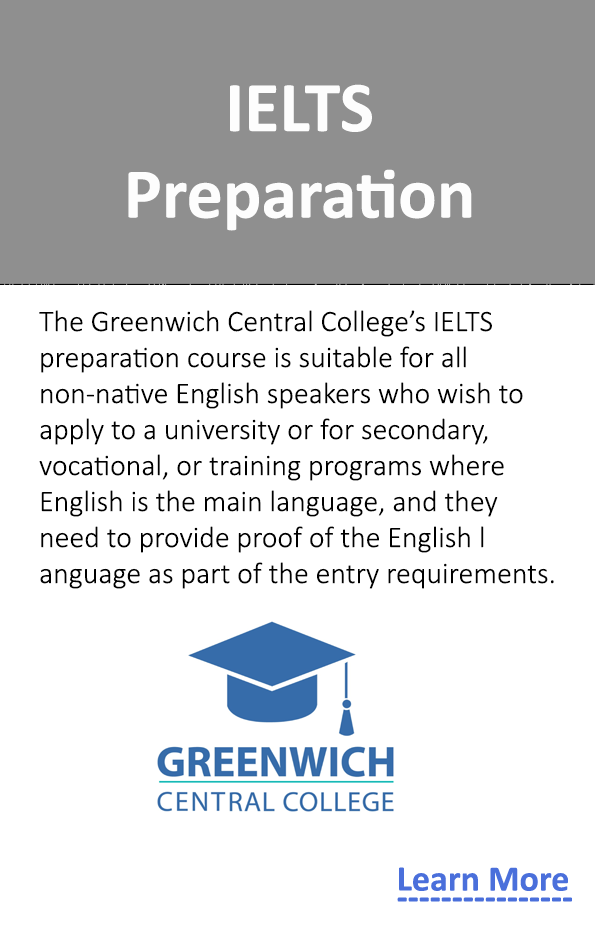 IELTS
Preparation
The Greenwich Central College’s IELTS
preparation course is suitable for all
non-native English speakers who wish to
apply to a university or for secondary,
vocational, or training programs where
English is the main language, and they
need to provide proof of the English l
anguage as part of the entry requirements.
GREENWICH
CENTRAL COLLEGE
Learn More